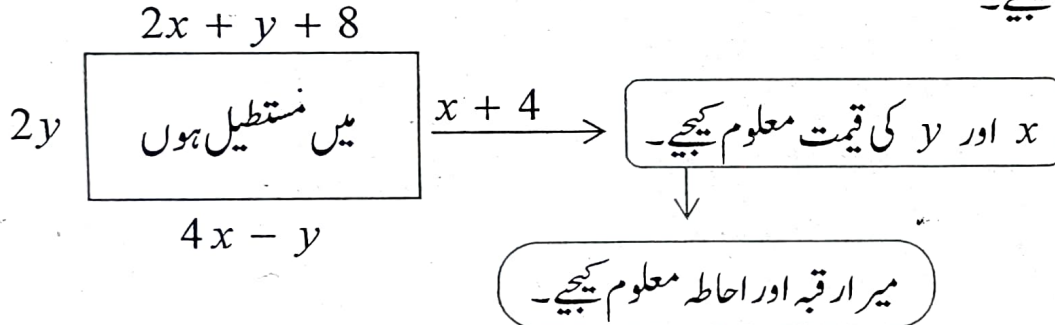 2x + y + 8
2y
میں مستطیل ہوں
x + 4
x اور y کی قیمت معلوم کیجیے۔
4x − y
میرا رقبہ اور احاطہ معلوم کیجیے۔